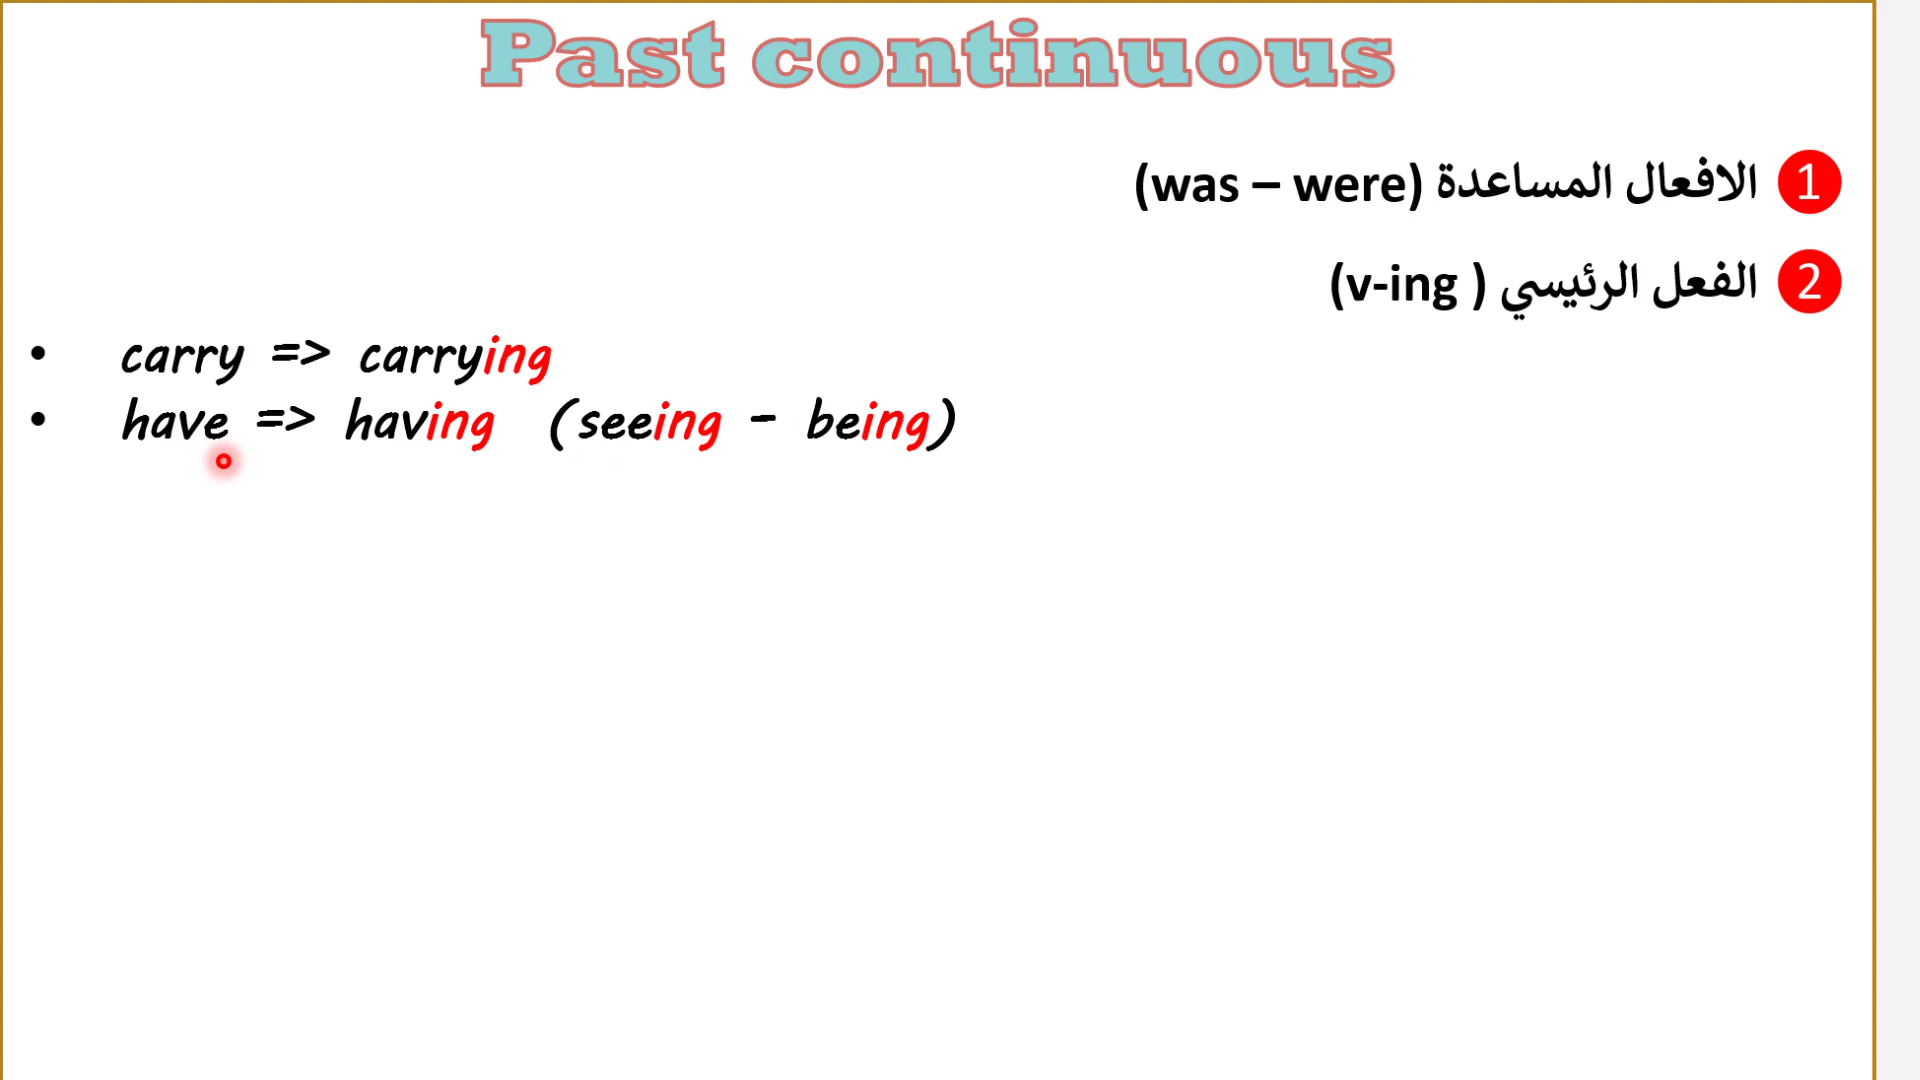 Past continuous
1 الافعال المساعدة (was – were)
2 الفعل الرئيسي ( v-ing)
• carry => carrying
• have => having (seeing - being)